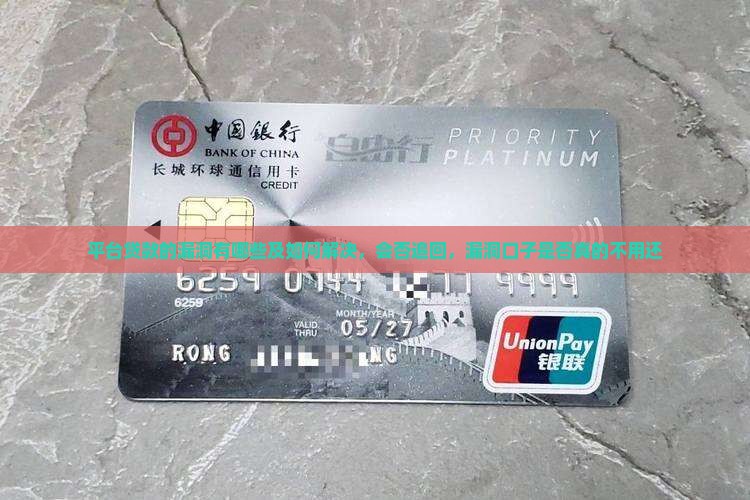 中国银行
BANK OF CHINA
长城环球通信用卡
CREDIT
自由行
PRIORITY
PLATINUM
平台贷款的漏洞有哪些及如何解决，会否追回，漏洞口子是否真的不用还
6259 9999
6259
MONTH/YEAR
VALID THRU 05/27
RONG NG
UnionPay
银联